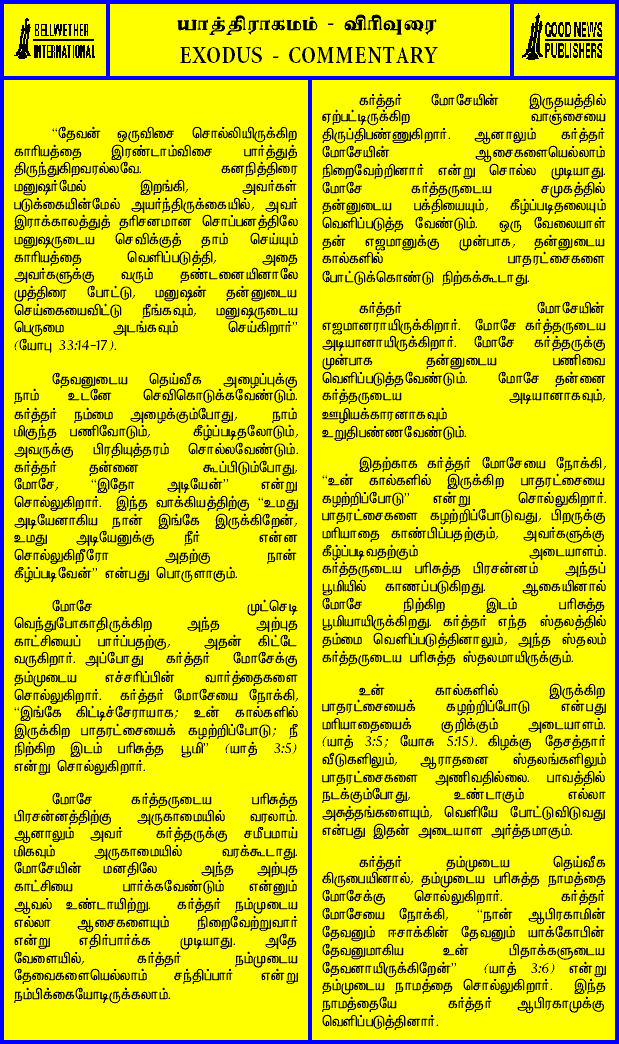 BELLWETHER
INTERNATIONAL
யாத்திராகமம் - விரிவுரை
EXODUS - COMMENTARY
GOOD NEWS
PUBLISHERS
“தேவன் ஒருவிசை சொல்லியிருக்கிற
காரியத்தை இரண்டாம்விசை பார்த்துத்
திருந்துகிறவரல்லவே. கனநித்திரை
மனுஷர்மேல் இறங்கி, அவர்கள்
படுக்கையின்மேல் அயர்ந்திருக்கையில், அவர்
இராக்காலத்துத் தரிசனமான சொப்பனத்திலே
மனுஷருடைய செவிக்குத் தாம் செய்யும்
காரியத்தை வெளிப்படுத்தி, அதை
அவர்களுக்கு வரும் தண்டனையினாலே
முத்திரை போட்டு, மனுஷன் தன்னுடைய
செய்கையைவிட்டு நீங்கவும், மனுஷருடைய
பெருமை அடங்கவும் செய்கிறார்”
(யோபு 33:14-17).
தேவனுடைய தெய்வீக அழைப்புக்கு
நாம் உடனே செவிகொடுக்கவேண்டும்.
கர்த்தர் நம்மை அழைக்கும்போது, நாம்
மிகுந்த பணிவோடும், கீழ்ப்படிதலோடும்,
அவருக்கு பிரதியுத்தரம் சொல்லவேண்டும்.
கர்த்தர் தன்னை கூப்பிடும்போது,
மோசே, “இதோ அடியேன்” என்று
சொல்லுகிறார். இந்த வாக்கியத்திற்கு “உமது
அடியேனாகிய நான் இங்கே இருக்கிறேன்,
உமது அடியேனுக்கு நீர் என்ன
சொல்லுகிறீரோ அதற்கு நான்
கீழ்ப்படிவேன்” என்பது பொருளாகும்.
மோசே முட்செடி
வெந்துபோகாதிருக்கிற அந்த அற்புத
காட்சியைப் பார்ப்பதற்கு, அதன் கிட்டே
வருகிறார். அப்போது கர்த்தர் மோசேக்கு
தம்முடைய எச்சரிப்பின் வார்த்தைகளை
சொல்லுகிறார். கர்த்தர் மோசேயை நோக்கி,
“இங்கே கிட்டிச்சேராயாக; உன் கால்களில்
இருக்கிற பாதரட்சையைக் கழற்றிப்போடு; நீ
நிற்கிற இடம் பரிசுத்த பூமி” (யாத் 3:5)
என்று சொல்லுகிறார்.
மோசே கர்த்தருடைய பரிசுத்த
பிரசன்னத்திற்கு அருகாமையில் வரலாம்.
ஆனாலும் அவர் கர்த்தருக்கு சமீபமாய்
மிகவும் அருகாமையில் வரக்கூடாது.
மோசேயின் மனதிலே அந்த அற்புத
காட்சியை பார்க்கவேண்டும் என்னும்
ஆவல் உண்டாயிற்று. கர்த்தர் நம்முடைய
எல்லா ஆசைகளையும் நிறைவேற்றுவார்
என்று எதிர்பார்க்க முடியாது. அதே
வேளையில், கர்த்தர் நம்முடைய
தேவைகளையெல்லாம் சந்திப்பார் என்று
நம்பிக்கையோடிருக்கலாம்.
கர்த்தர் மோசேயின் இருதயத்தில்
ஏற்பட்டிருக்கிற வாஞ்சையை
திருப்திபண்ணுகிறார். ஆனாலும் கர்த்தர்
மோசேயின் ஆசைகளையெல்லாம்
நிறைவேற்றினார் என்று சொல்ல முடியாது.
மோசே கர்த்தருடைய சமுகத்தில்
தன்னுடைய பக்தியையும், கீழ்ப்படிதலையும்
வெளிப்படுத்த வேண்டும். ஒரு வேலையாள்
தன் எஜமானுக்கு முன்பாக, தன்னுடைய
கால்களில் பாதரட்சைகளை
போட்டுக்கொண்டு நிற்கக்கூடாது.
கர்த்தர் மோசேயின்
எஜமானராயிருக்கிறார். மோசே கர்த்தருடைய
அடியானாயிருக்கிறார். மோசே கர்த்தருக்கு
முன்பாக தன்னுடைய பணிவை
வெளிப்படுத்தவேண்டும். மோசே தன்னை
கர்த்தருடைய அடியானாகவும்,
ஊழியக்காரனாகவும்
உறுதிபண்ணவேண்டும்.
இதற்காக கர்த்தர் மோசேயை நோக்கி,
“உன் கால்களில் இருக்கிற பாதரட்சையை
கழற்றிப்போடு” என்று சொல்லுகிறார்.
பாதரட்சைகளை கழற்றிப்போடுவது, பிறருக்கு
மரியாதை காண்பிப்பதற்கும், அவர்களுக்கு
கீழ்ப்படிவதற்கும் அடையாளம்.
கர்த்தருடைய பரிசுத்த பிரசன்னம் அந்தப்
பூமியில் காணப்படுகிறது. ஆகையினால்
மோசே நிற்கிற இடம் பரிசுத்த
பூமியாயிருக்கிறது. கர்த்தர் எந்த ஸ்தலத்தில்
தம்மை வெளிப்படுத்தினாலும், அந்த ஸ்தலம்
கர்த்தருடைய பரிசுத்த ஸ்தலமாயிருக்கும்.
உன் கால்களில் இருக்கிற
பாதரட்சையைக் கழற்றிப்போடு என்பது
மரியாதையைக் குறிக்கும் அடையாளம்.
(யாத் 3:5; யோசு 5:15). கிழக்கு தேசத்தார்
வீடுகளிலும், ஆராதனை ஸ்தலங்களிலும்
பாதரட்சைகளை அணிவதில்லை. பாவத்தில்
நடக்கும்போது, உண்டாகும் எல்லா
அசுத்தங்களையும், வெளியே போட்டுவிடுவது
என்பது இதன் அடையாள அர்த்தமாகும்.
கர்த்தர் தம்முடைய தெய்வீக
கிருபையினால், தம்முடைய பரிசுத்த நாமத்தை
மோசேக்கு சொல்லுகிறார். கர்த்தர்
மோசேயை நோக்கி, “நான் ஆபிரகாமின்
தேவனும் ஈசாக்கின் தேவனும் யாக்கோபின்
தேவனுமாகிய உன் பிதாக்களுடைய
தேவனாயிருக்கிறேன்” (யாத் 3:6) என்று
தம்முடைய நாமத்தை சொல்லுகிறார். இந்த
நாமத்தையே கர்த்தர் ஆபிரகாமுக்கு
வெளிப்படுத்தினார்.